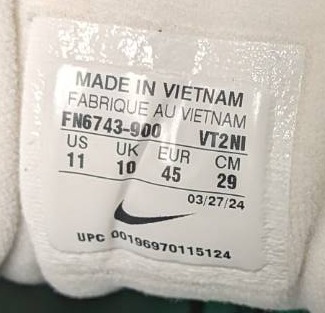 MADE IN VIETNAM
FABRIQUE AU VIETNAM
FN6743-900 VT2NI
US UK EUR CM
11 10 45 29
03/27/24
UPC 00196970115124